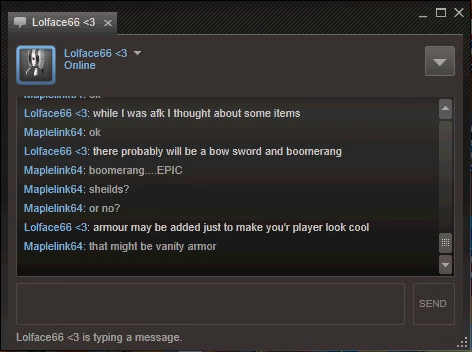 Lolface66 <3
Lolface66 <3
Online
Maplelink64: ok
Lolface66 <3: while I was afk I thought about some items
Maplelink64: ok
Lolface66 <3: there probably will be a bow sword and boomerang
Maplelink64: boomerang....EPIC
Maplelink64: sheilds?
Maplelink64: or no?
Lolface66 <3: armour may be added just to make you'r player look cool
Maplelink64: that might be vanity armor
SEND
Lolface66 <3 is typing a message.